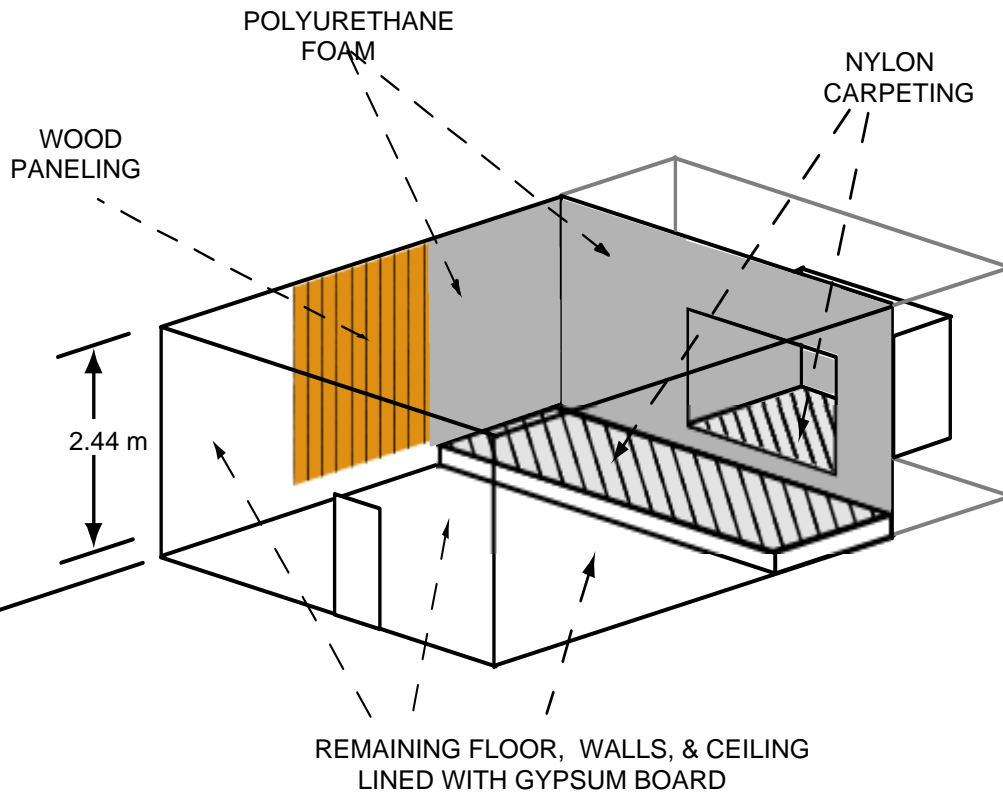 POLYURETHANE
FOAM
NYLON
CARPETING
WOOD
PANELING
2.44 m
REMAINING FLOOR, WALLS, & CEILING
LINED WITH GYPSUM BOARD